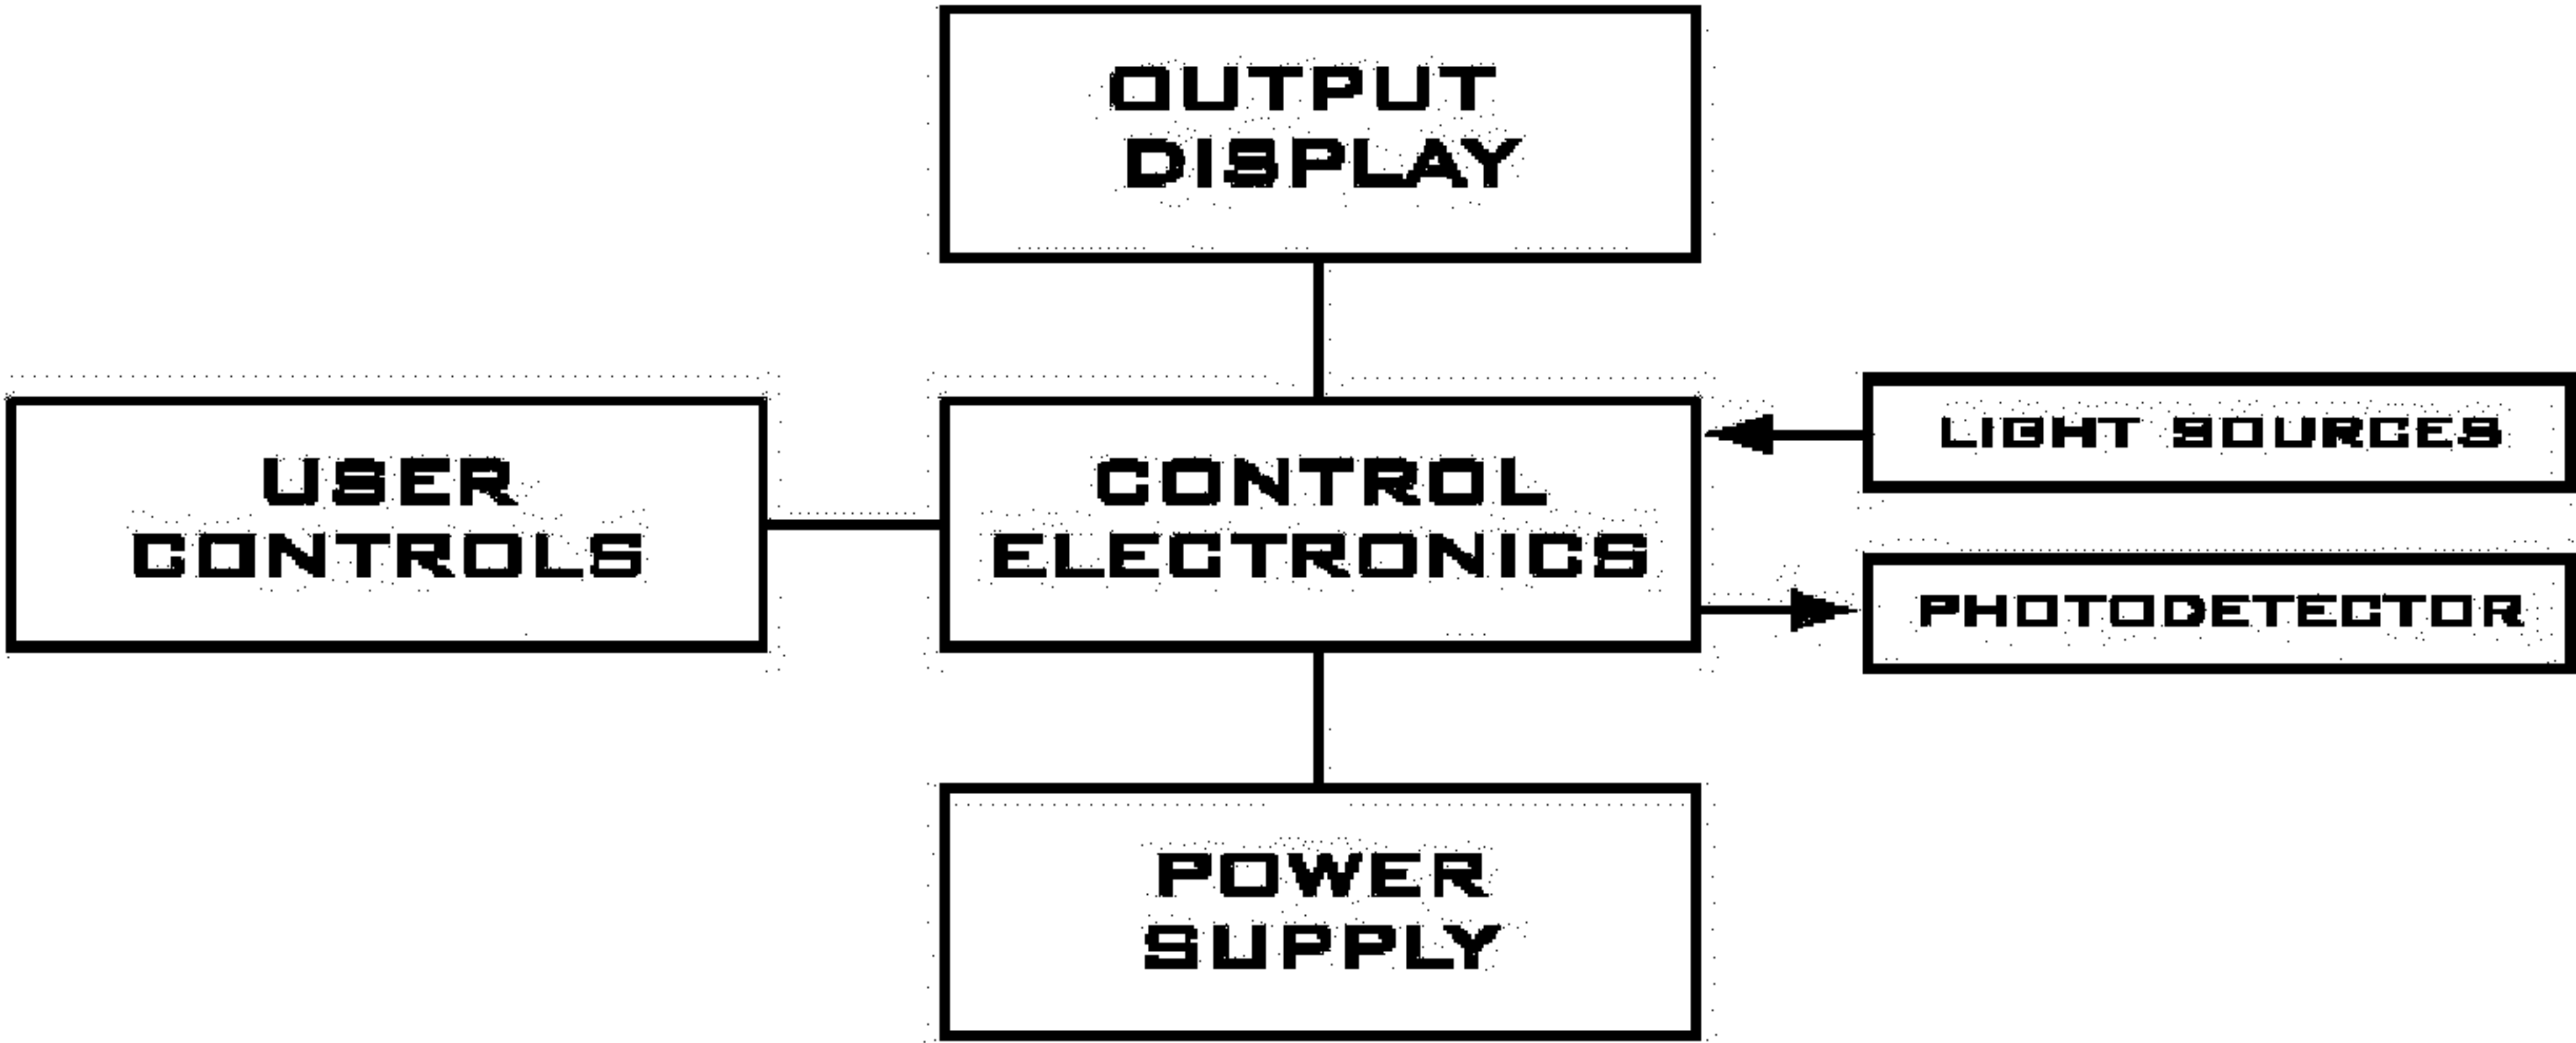 OUTPUT
DISPLAY
USER
CONTROLS
CONTROL
ELECTRONICS
LIGHT SOURCES
PHOTODETECTOR
POWER
SUPPLY